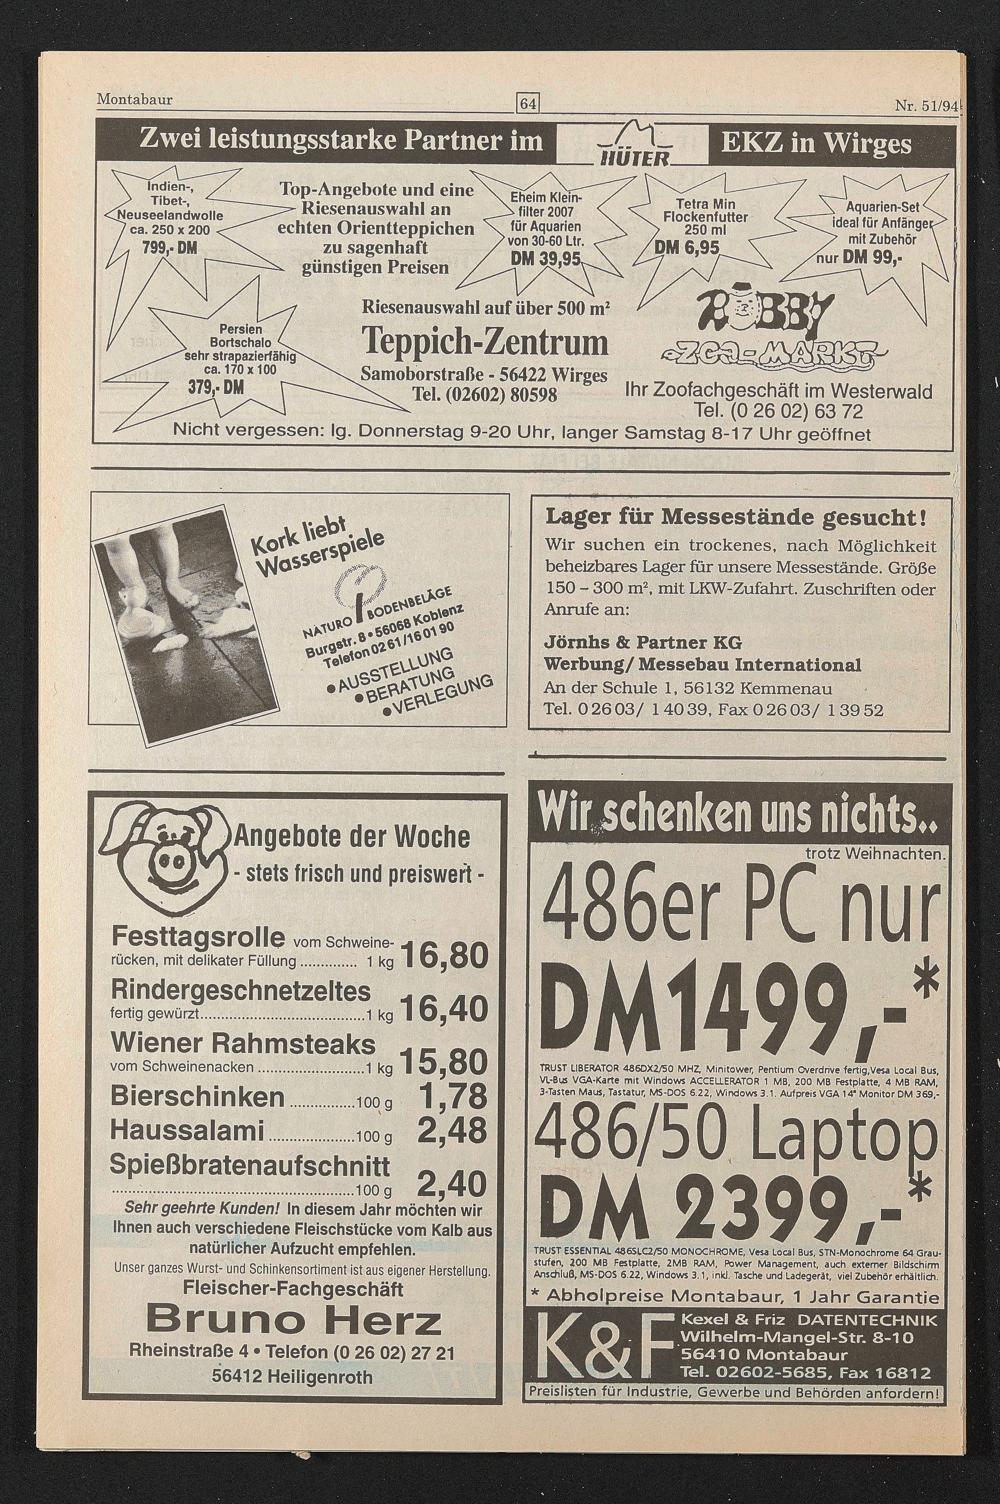 Montabaur
64
Nr. 51/94
Zwei leistungsstarke Partner im
HÜTER
EKZ in Wirges
Indien-,
Tibet-,
Neuseelandwolle
ca. 250 x 200
799,- DM
Top-Angebote und eine
Riesenauswahl an
echten Orientteppichen
zu sagenhaft
günstigen Preisen
Eheim Klein-
filter 2007
für Aquarien
von 30-60 Ltr.
DM 39,95
Tetra Min
Flockenfutter
250 ml
DM 6,95
Aquarien-Set
ideal für Anfänger
mit Zubehör
nur DM 99,-
Persien
Bortschalo
sehr strapazierfähig
ca. 170 x 100
379,- DM
Riesenauswahl auf über 500 m²
Teppich-Zentrum
Samoborstraße - 56422 Wirges
Tel. (02602) 80598
ROBBY
ZOO-MARKT
Ihr Zoofachgeschäft im Westerwald
Tel. (0 26 02) 63 72
Nicht vergessen: lg. Donnerstag 9-20 Uhr, langer Samstag 8-17 Uhr geöffnet
Kork liebt
Wasserspiele
NATURO BODENBELÄGE
Burgstr. 8 • 56068 Koblenz
Telefon 02 61/16 01 90
• AUSSTELLUNG
• BERATUNG
• VERLEGUNG
Lager für Messestände gesucht!
Wir suchen ein trockenes, nach Möglichkeit
beheizbares Lager für unsere Messestände. Größe
150 – 300 m², mit LKW-Zufahrt. Zuschriften oder
Anrufe an:
Jörnhs & Partner KG
Werbung/Messebau International
An der Schule 1, 56132 Kemmenau
Tel. 0 26 03/ 1 40 39, Fax 0 26 03/ 1 39 52
Angebote der Woche
- stets frisch und preiswert -
Festtagsrolle vom Schweine-
rücken, mit delikater Füllung .............. 1 kg 16,80
Rindergeschnetzeltes
fertig gewürzt.......................................1 kg 16,40
Wiener Rahmsteaks
vom Schweinenacken .........................1 kg 15,80
Bierschinken ................100 g 1,78
Haussalami .....................100 g 2,48
Spießbratenaufschnitt
..........................................................100 g 2,40
Sehr geehrte Kunden! In diesem Jahr möchten wir
Ihnen auch verschiedene Fleischstücke vom Kalb aus
natürlicher Aufzucht empfehlen.
Unser ganzes Wurst- und Schinkensortiment ist aus eigener Herstellung.
Fleischer-Fachgeschäft
Bruno Herz
Rheinstraße 4 • Telefon (0 26 02) 27 21
56412 Heiligenroth
Wir schenken uns nichts..
trotz Weihnachten.
486er PC nur
DM1499,-*
TRUST LIBERATOR 486DX2/50 MHZ, Minitower, Pentium Overdrive fertig,Vesa Local Bus,
VL-Bus VGA-Karte mit Windows ACCELLERATOR 1 MB, 200 MB Festplatte, 4 MB RAM,
3-Tasten Maus, Tastatur, MS-DOS 6.22, Windows 3.1. Aufpreis VGA 14" Monitor DM 369,-
486/50 Laptop
DM 2399,-*
TRUST ESSENTIAL 486SLC2/50 MONOCHROME, Vesa Local Bus, STN-Monochrome 64 Grau-
stufen, 200 MB Festplatte, 2MB RAM, Power Management, auch externer Bildschirm
Anschluß, MS-DOS 6.22, Windows 3.1, inkl. Tasche und Ladegerät, viel Zubehör erhältlich.
* Abholpreise Montabaur, 1 Jahr Garantie
K&F
Kexel & Friz DATENTECHNIK
Wilhelm-Mangel-Str. 8-10
56410 Montabaur
Tel. 02602-5685, Fax 16812
Preislisten für Industrie, Gewerbe und Behörden anfordern!